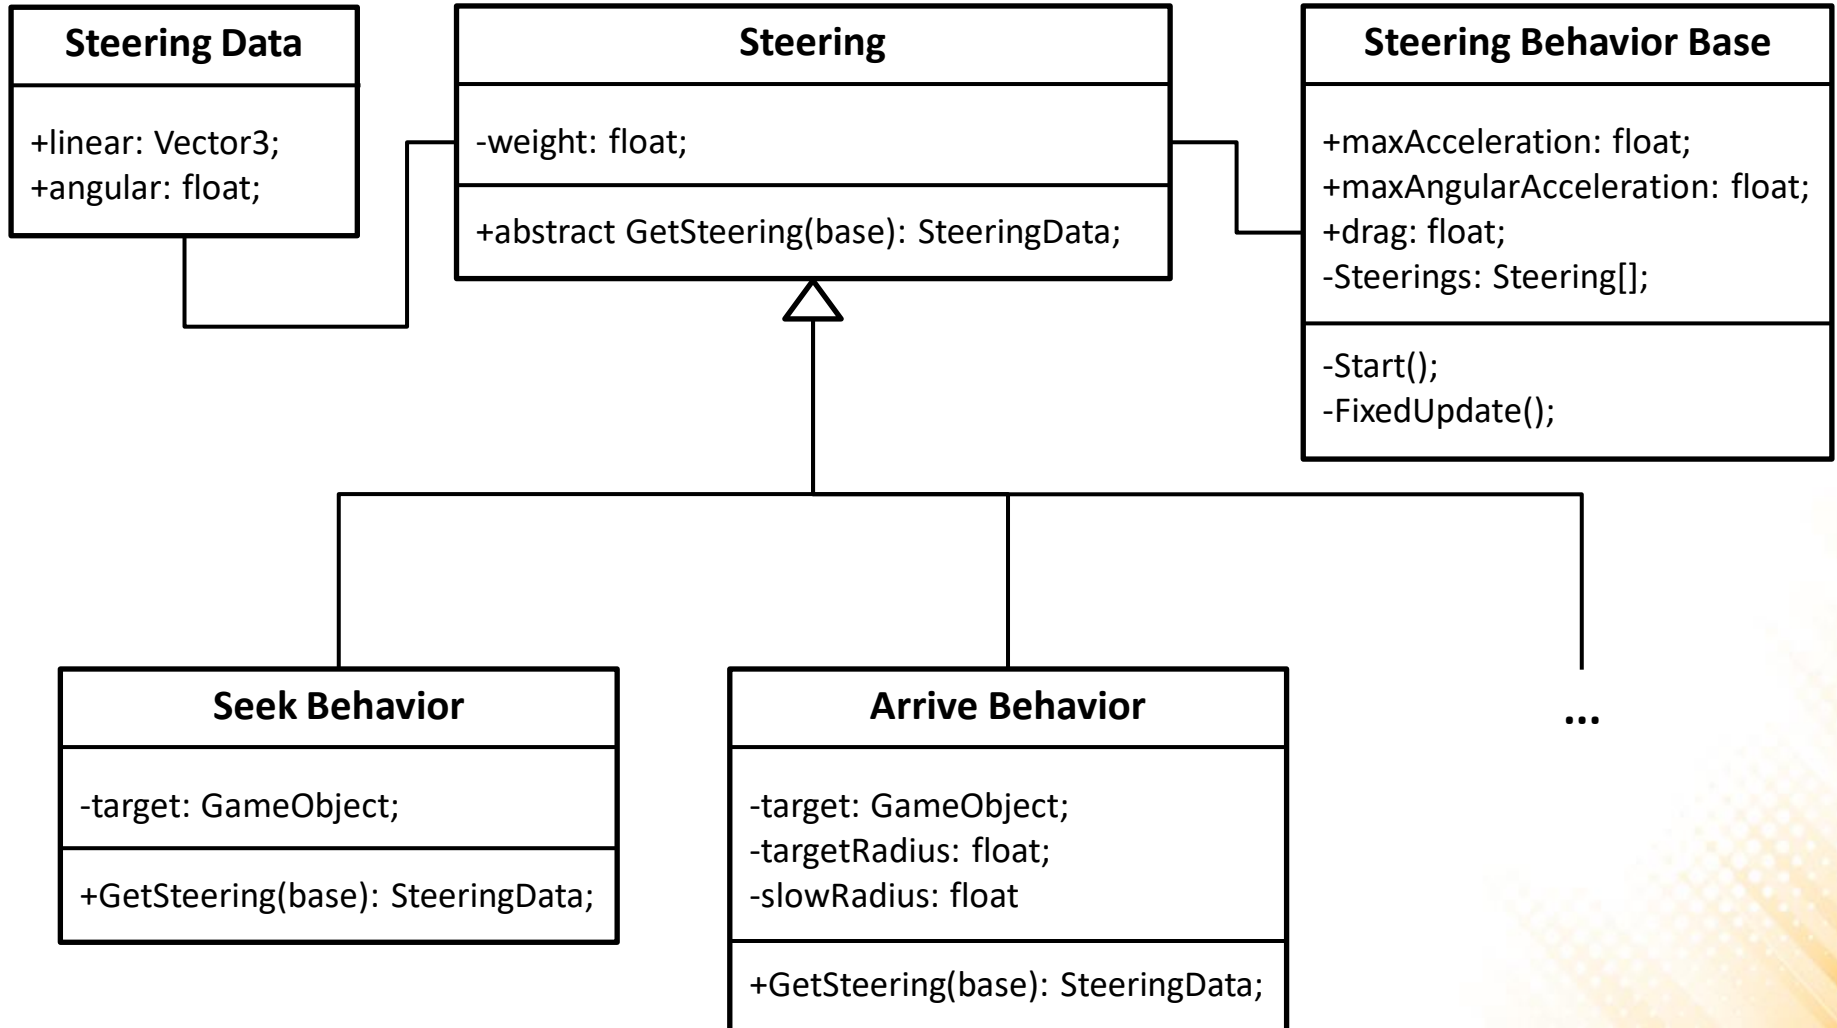 Steering Data
+linear: Vector3;
+angular: float;
Steering
-weight: float;
+abstract GetSteering(base): SteeringData;
Steering Behavior Base
+maxAcceleration: float;
+maxAngularAcceleration: float;
+drag: float;
-Steerings: Steering[];
-Start();
-FixedUpdate();
Seek Behavior
-target: GameObject;
+GetSteering(base): SteeringData;
Arrive Behavior
-target: GameObject;
-targetRadius: float;
-slowRadius: float
+GetSteering(base): SteeringData;
...